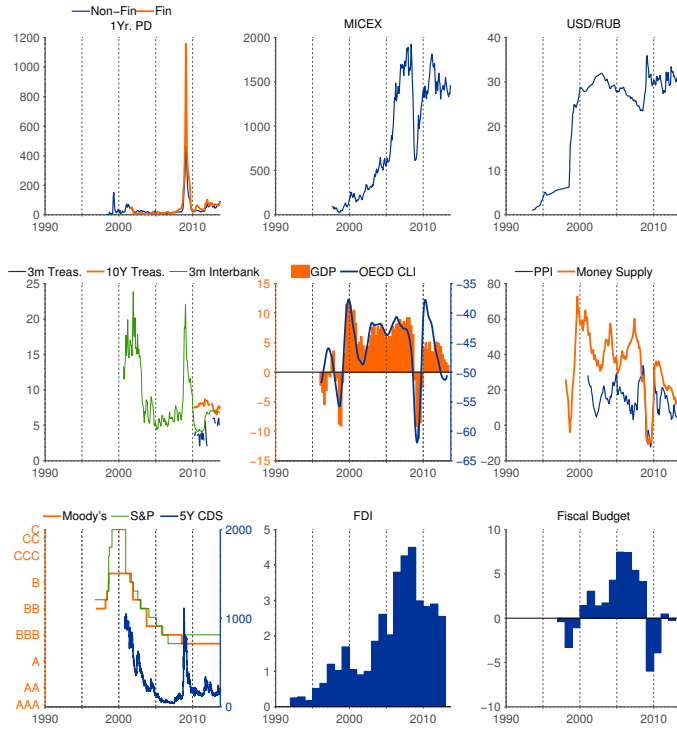 Non−Fin Fin
1Yr. PD
1200
1000
800
600
400
200
0
1990 2000 2010
MICEX
2000
1500
1000
500
0
1990 2000 2010
USD/RUB
40
30
20
10
0
1990 2000 2010
3m Treas. 10Y Treas. 3m Interbank
25
20
15
10
5
0
1990 2000 2010
GDP OECD CLI
15
10
5
0
−5
−10
−15
−35
−40
−45
−50
−55
−60
−65
1990 2000 2010
PPI Money Supply
80
60
40
20
0
−20
1990 2000 2010
Moody's S&P 5Y CDS
C
CC
CCC
B
BB
BBB
A
AA
AAA
2000
1000
0
1990 2000 2010
FDI
5
4
3
2
1
0
1990 2000 2010
Fiscal Budget
10
5
0
−5
−10
1990 2000 2010